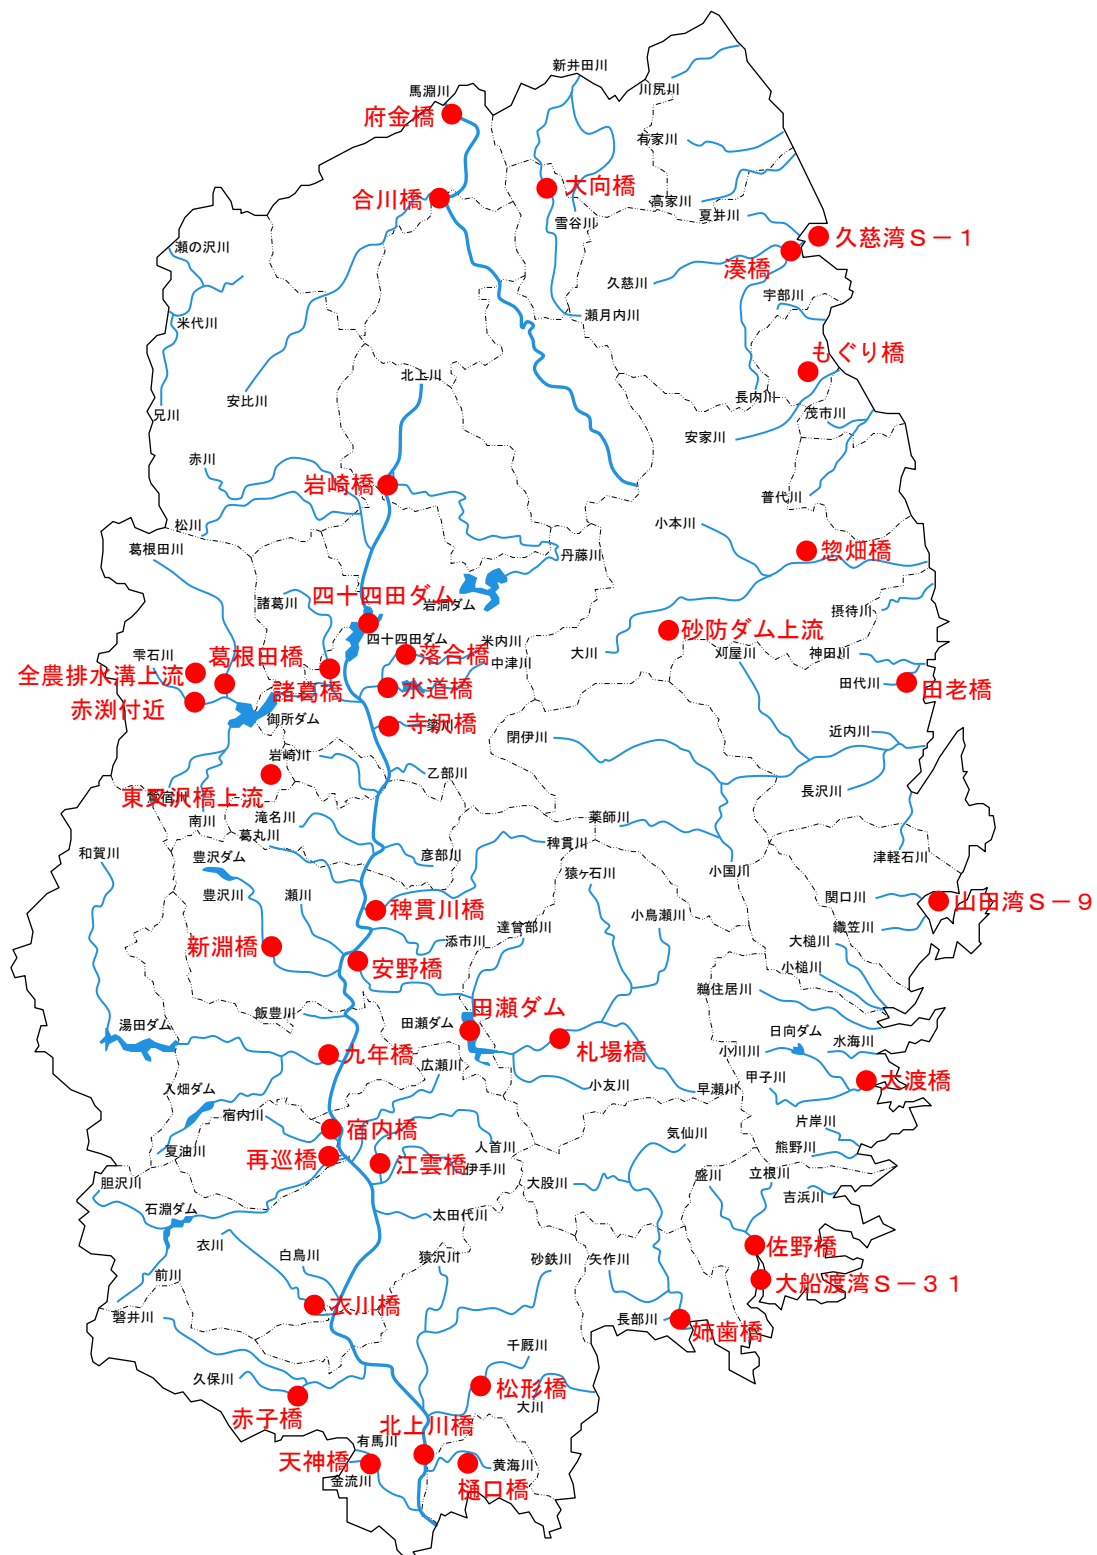 新井田川
川尻川
馬淵川
府金橋
有家川
大向橋
合川橋
高家川
夏井川
雪谷川
久慈湾Ｓ－１
瀬の沢川
湊橋
久慈川
宇部川
米代川
瀬月内川
もぐり橋
北上川
安比川
長内川
兄川
茂市川
安家川
赤川
岩崎橋
普代川
松川
小本川
葛根田川
丹藤川
惣畑橋
四十四田ダム
諸葛川
岩洞ダム
摂待川
砂防ダム上流
四十四田ダム
米内川
雫石川
葛根田橋
落合橋
大川
刈屋川
神田川
中津川
全農排水溝上流
諸葛橋
水道橋
田代川
田老橋
赤渕付近
御所ダム
寺沢橋
簗川
閉伊川
近内川
岩崎川
乙部川
東又沢橋上流
鶯宿川
長沢川
南川
滝名川
薬師川
葛丸川
稗貫川
和賀川
豊沢ダム
彦部川
津軽石川
猿ヶ石川
小国川
豊沢川
瀬川
関口川
山田湾Ｓ－９
稗貫川橋
小烏瀬川
達曾部川
織笠川
新淵橋
添市川
大槌川
安野橋
小槌川
鵜住居川
飯豊川
田瀬ダム
湯田ダム
田瀬ダム
日向ダム
水海川
九年橋
札場橋
小川川
広瀬川
甲子川
大渡橋
入畑ダム
小友川
早瀬川
宿内川
片岸川
宿内橋
気仙川
夏油川
人首川
熊野川
再巡橋
江雲橋
伊手川
胆沢川
大股川
盛川
立根川
吉浜川
石淵ダム
太田代川
衣川
佐野橋
白鳥川
猿沢川
砂鉄川
矢作川
前川
大船渡湾Ｓ－３１
衣川橋
磐井川
長部川
姉歯橋
千厩川
久保川
松形橋
大川
赤子橋
北上川橋
有馬川
天神橋
黄海川
金流川
樋口橋